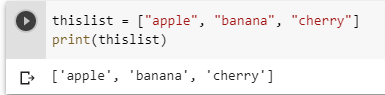 thislist = ["apple", "banana", "cherry"]
print(thislist)
['apple', 'banana', 'cherry']